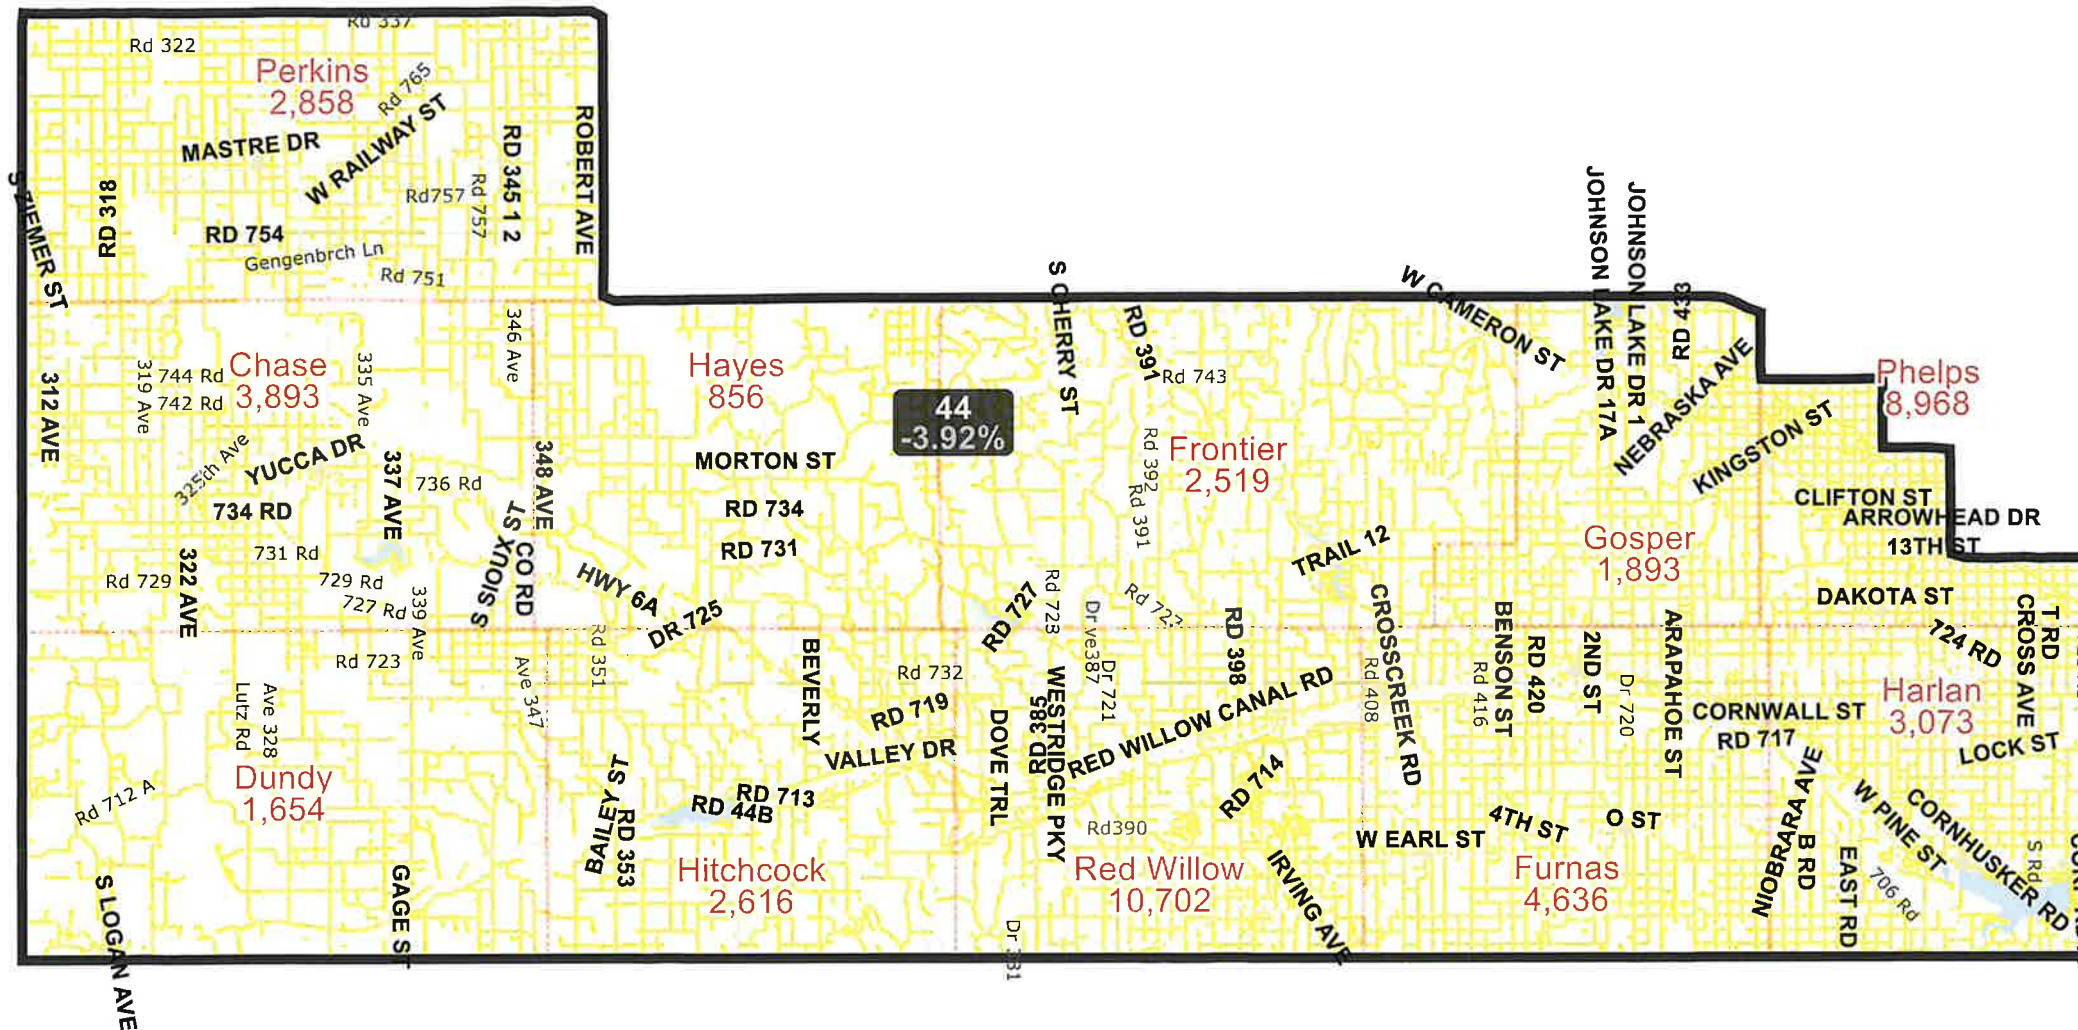 Rd 337
Rd 322
Perkins
2,858
Rd 765
W RAILWAY ST
MASTRE DR
RD 345 1 2
ROBERT AVE
S ZIEMER ST
RD 318
Rd757
Rd 757
RD 754
Gengenbrch Ln
Rd 751
S CHERRY ST
RD 391
W CAMERON ST
JOHNSON LAKE DR 17A
JOHNSON LAKE DR 1
RD 433
NEBRASKA AVE
346 Ave
312 AVE
319 Ave
744 Rd
742 Rd
Chase
3,893
335 Ave
Hayes
856
44
-3.92%
Rd 743
Phelps
8,968
KINGSTON ST
325th Ave
YUCCA DR
337 AVE
736 Rd
348 AVE
MORTON ST
Rd 392
Frontier
2,519
734 RD
RD 734
Rd 391
CLIFTON ST
ARROWHEAD DR
13TH ST
731 Rd
S SIOUX ST
CO RD
RD 731
TRAIL 12
Gosper
1,893
Rd 729
322 AVE
729 Rd
727 Rd
339 Ave
HWY 6A
DR 725
RD 727
Rd 723
Dr ve387
Rd 727
RD 398
CROSSCREEK RD
BENSON ST
RD 420
2ND ST
ARAPAHOE ST
DAKOTA ST
724 RD
CROSS AVE
T RD
Rd 723
Rd 351
Ave 347
BEVERLY
Rd 732
RD 719
VALLEY DR
DOVE TRL
RD 385
WESTRIDGE PKY
Dr 721
RED WILLOW CANAL RD
Rd 408
Rd 416
Dr 720
CORNWALL ST
RD 717
Harlan
3,073
LOCK ST
Lutz Rd
Ave 328
Dundy
1,654
Rd 712 A
BAILEY ST
RD 353
RD 713
RD 44B
RD 714
Rd390
W EARL ST
4TH ST
O ST
NIOBRARA AVE
B RD
W PINE ST
CORNHUSKER RD
S Rd
EAST RD
706 Rd
S LOGAN AVE
GAGE ST
Hitchcock
2,616
Red Willow
10,702
IRVING AVE
Furnas
4,636